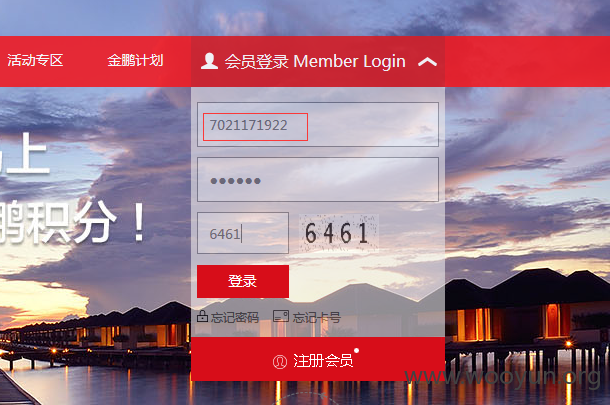 活动专区 金鹏计划 会员登录 Member Login
7021171922
上
鹏积分！
6461 6461
登录
忘记密码 忘记卡号
注册会员
www.wooyun.org